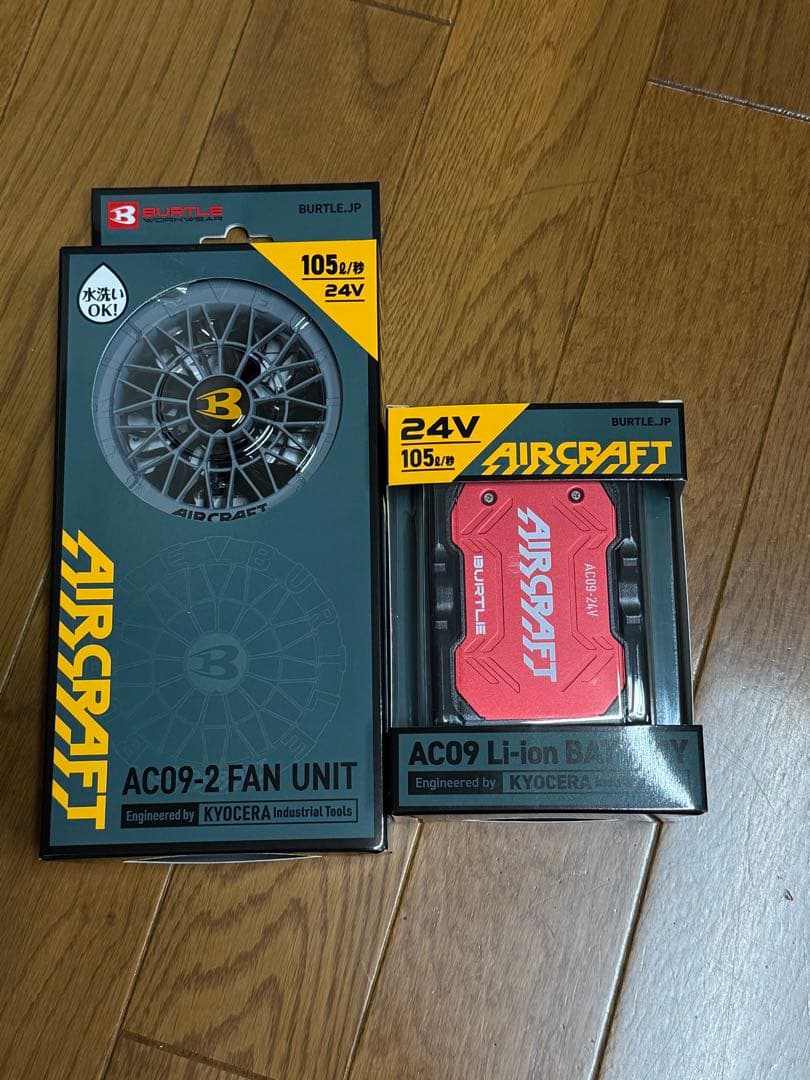 BURTLE
WORKWEAR
BURTLE.JP
水洗い
OK!
105ℓ/秒
24V
B
AIRCRAFT
AIRCRAFT
B
AC09-2 FAN UNIT
Engineered by KYOCERA Industrial Tools
24V
105ℓ/秒
BURTLE.JP
AIRCRAFT
AIRCRAFT
BURTLE
AC09-24V
AC09 Li-ion BATTERY
Engineered by KYOCERA